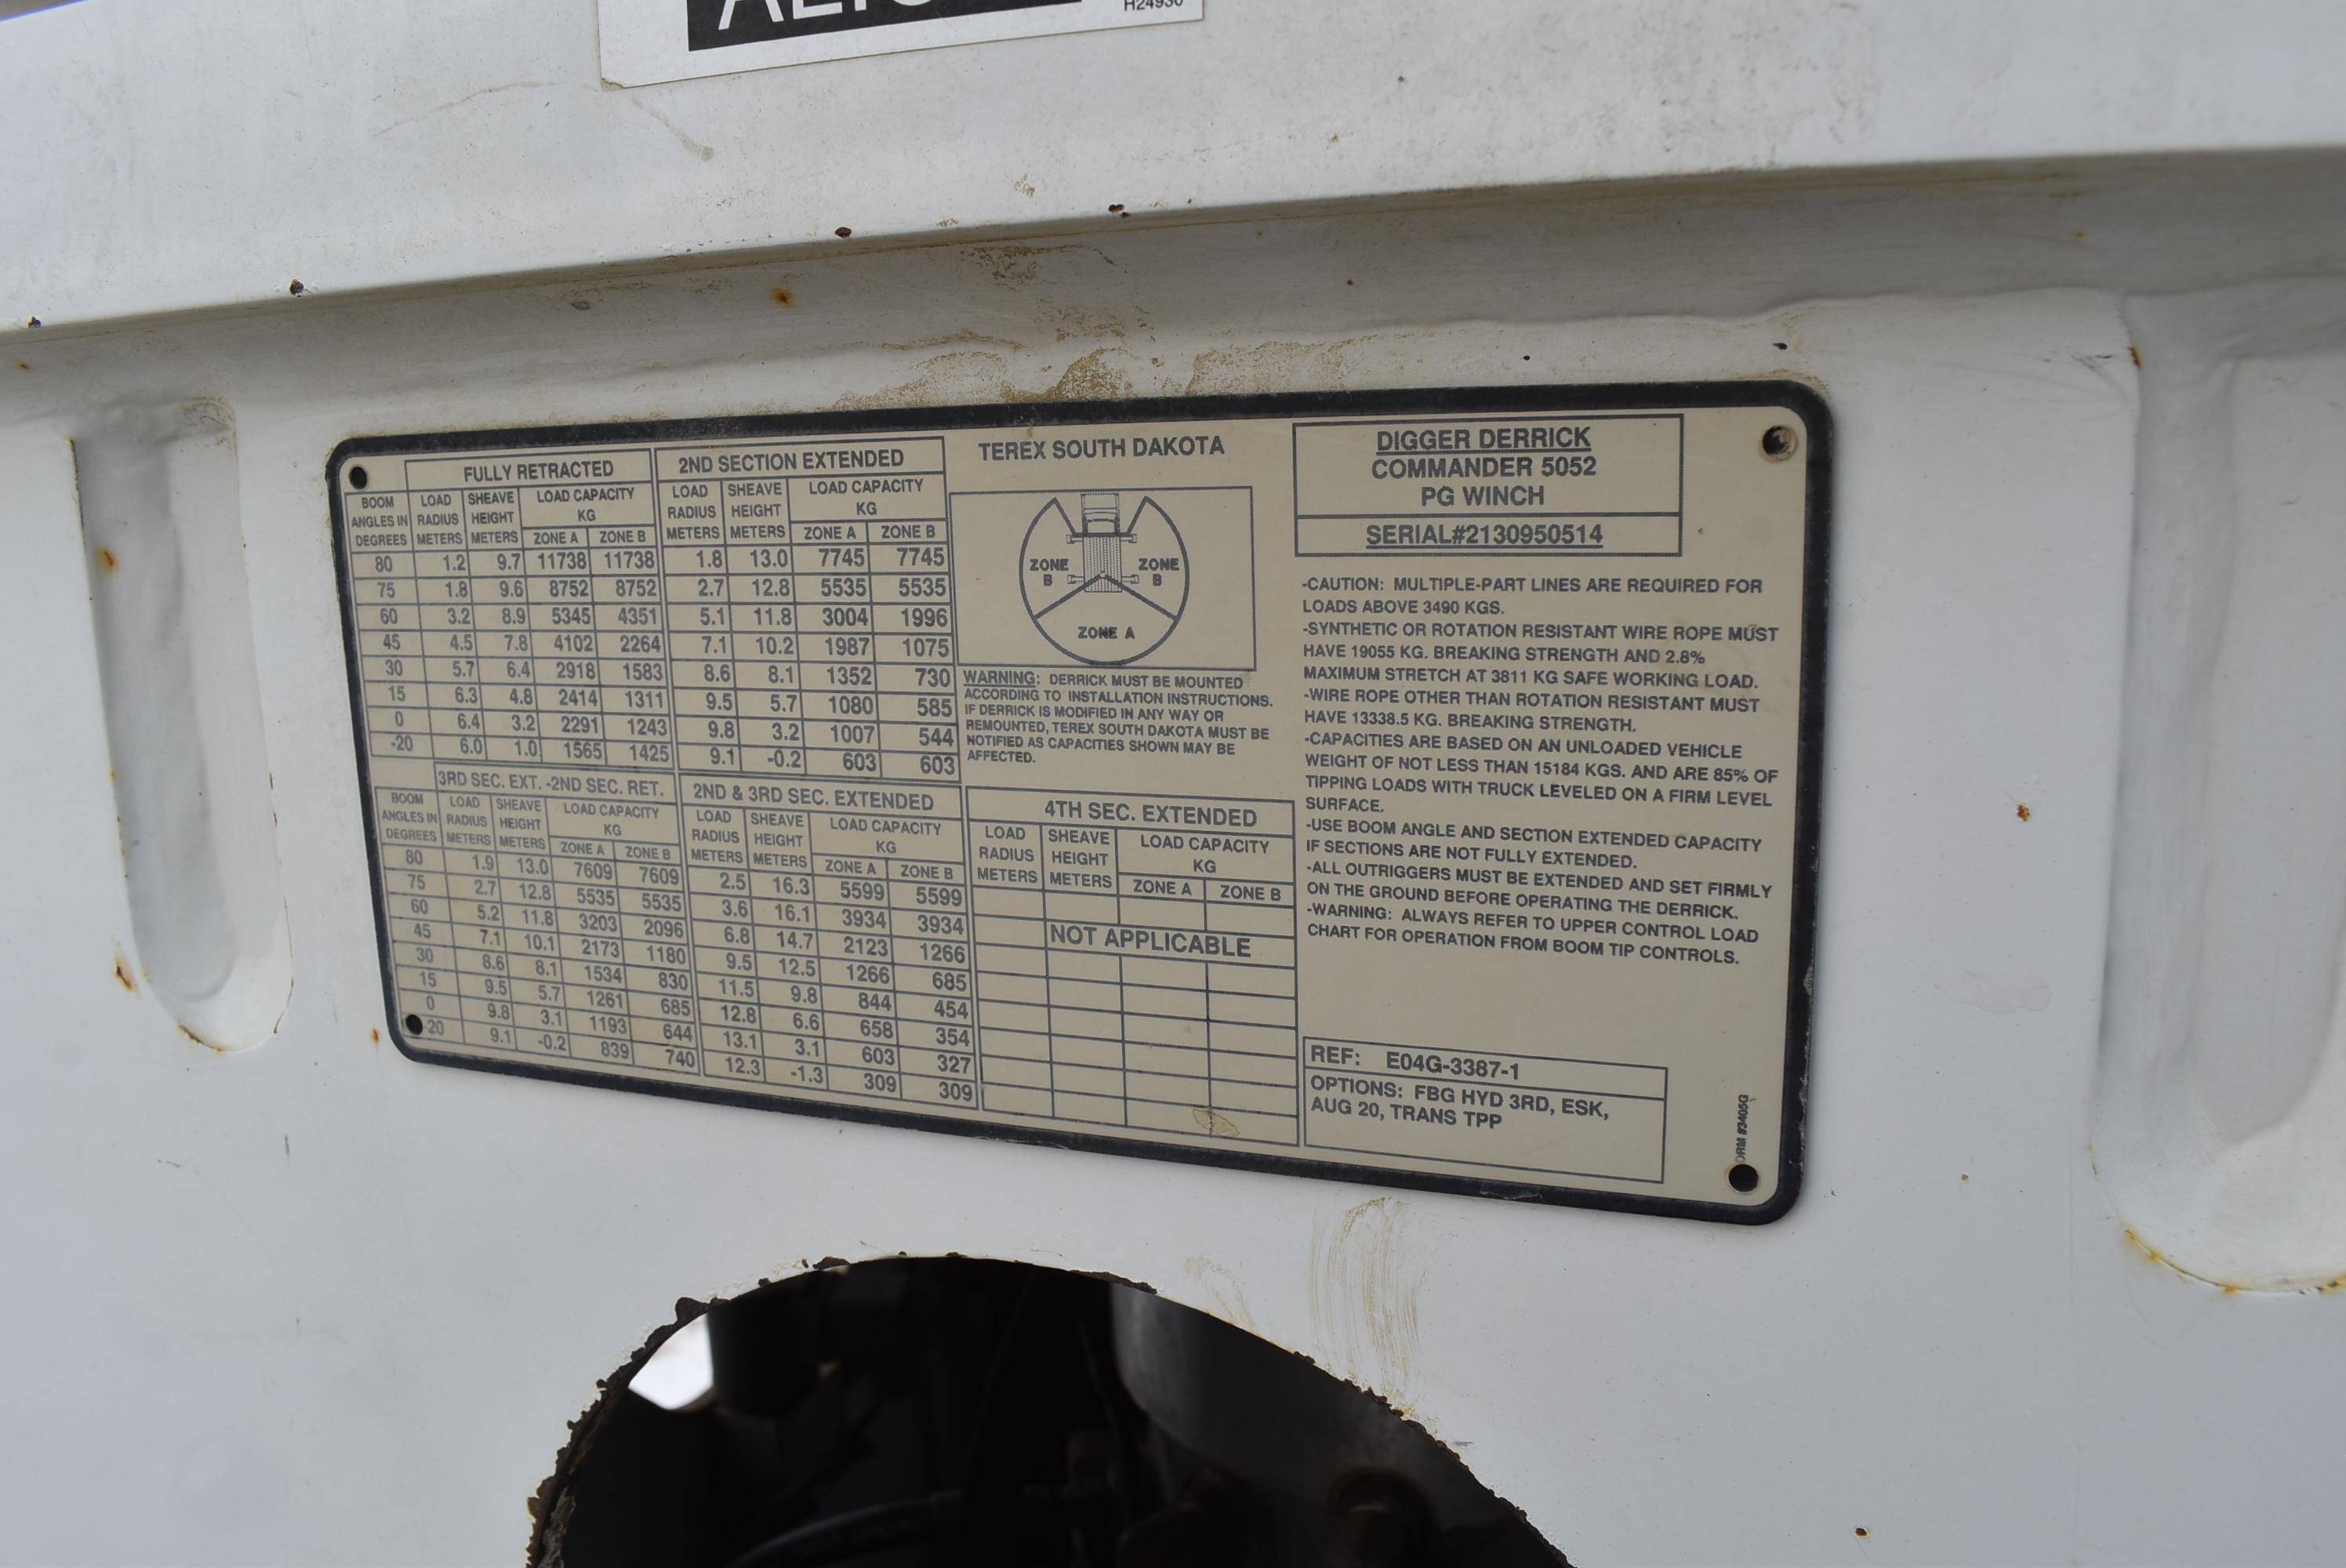 H24930
FULLY RETRACTED
BOOM ANGLES IN DEGREES LOAD RADIUS METERS SHEAVE HEIGHT METERS LOAD CAPACITY KG ZONE A ZONE B
80 1.2 9.7 11738 11738
75 1.8 9.6 8752 8752
60 3.2 8.9 5345 4351
45 4.5 7.8 4102 2264
30 5.7 6.4 2918 1583
15 6.3 4.8 2414 1311
0 6.4 3.2 2291 1243
-20 6.0 1.0 1565 1425
2ND SECTION EXTENDED
LOAD RADIUS METERS SHEAVE HEIGHT METERS LOAD CAPACITY KG ZONE A ZONE B
1.8 13.0 7745 7745
2.7 12.8 5535 5535
5.1 11.8 3004 1996
7.1 10.2 1987 1075
8.6 8.1 1352 730
9.5 5.7 1080 585
9.8 3.2 1007 544
9.1 -0.2 603 603
3RD SEC. EXT. -2ND SEC. RET.
BOOM ANGLES IN DEGREES LOAD RADIUS METERS SHEAVE HEIGHT METERS LOAD CAPACITY KG ZONE A ZONE B
80 1.9 13.0 7609 7609
75 2.7 12.8 5535 5535
60 5.2 11.8 3203 2096
45 7.1 10.1 2173 1180
30 8.6 8.1 1534 830
15 9.5 5.7 1261 685
0 9.8 3.1 1193 644
20 9.1 -0.2 839 740
2ND & 3RD SEC. EXTENDED
LOAD RADIUS METERS SHEAVE HEIGHT METERS LOAD CAPACITY KG ZONE A ZONE B
2.5 16.3 5599 5599
3.6 16.1 3934 3934
6.8 14.7 2123 1266
9.5 12.5 1266 685
11.5 9.8 844 454
12.8 6.6 658 354
13.1 3.1 603 327
12.3 -1.3 309 309
TEREX SOUTH DAKOTA
ZONE B
ZONE B
ZONE A
WARNING: DERRICK MUST BE MOUNTED
ACCORDING TO INSTALLATION INSTRUCTIONS.
IF DERRICK IS MODIFIED IN ANY WAY OR
REMOUNTED, TEREX SOUTH DAKOTA MUST BE
NOTIFIED AS CAPACITIES SHOWN MAY BE
AFFECTED.
4TH SEC. EXTENDED
LOAD RADIUS METERS SHEAVE HEIGHT METERS LOAD CAPACITY KG ZONE A ZONE B
NOT APPLICABLE
DIGGER DERRICK
COMMANDER 5052
PG WINCH
SERIAL#2130950514
-CAUTION: MULTIPLE-PART LINES ARE REQUIRED FOR
LOADS ABOVE 3490 KGS.
-SYNTHETIC OR ROTATION RESISTANT WIRE ROPE MUST
HAVE 19055 KG. BREAKING STRENGTH AND 2.8%
MAXIMUM STRETCH AT 3811 KG SAFE WORKING LOAD.
-WIRE ROPE OTHER THAN ROTATION RESISTANT MUST
HAVE 13338.5 KG. BREAKING STRENGTH.
-CAPACITIES ARE BASED ON AN UNLOADED VEHICLE
WEIGHT OF NOT LESS THAN 15184 KGS. AND ARE 85% OF
TIPPING LOADS WITH TRUCK LEVELED ON A FIRM LEVEL
SURFACE.
-USE BOOM ANGLE AND SECTION EXTENDED CAPACITY
IF SECTIONS ARE NOT FULLY EXTENDED.
-ALL OUTRIGGERS MUST BE EXTENDED AND SET FIRMLY
ON THE GROUND BEFORE OPERATING THE DERRICK.
-WARNING: ALWAYS REFER TO UPPER CONTROL LOAD
CHART FOR OPERATION FROM BOOM TIP CONTROLS.
REF: E04G-3387-1
OPTIONS: FBG HYD 3RD, ESK,
AUG 20, TRANS TPP
#3405G